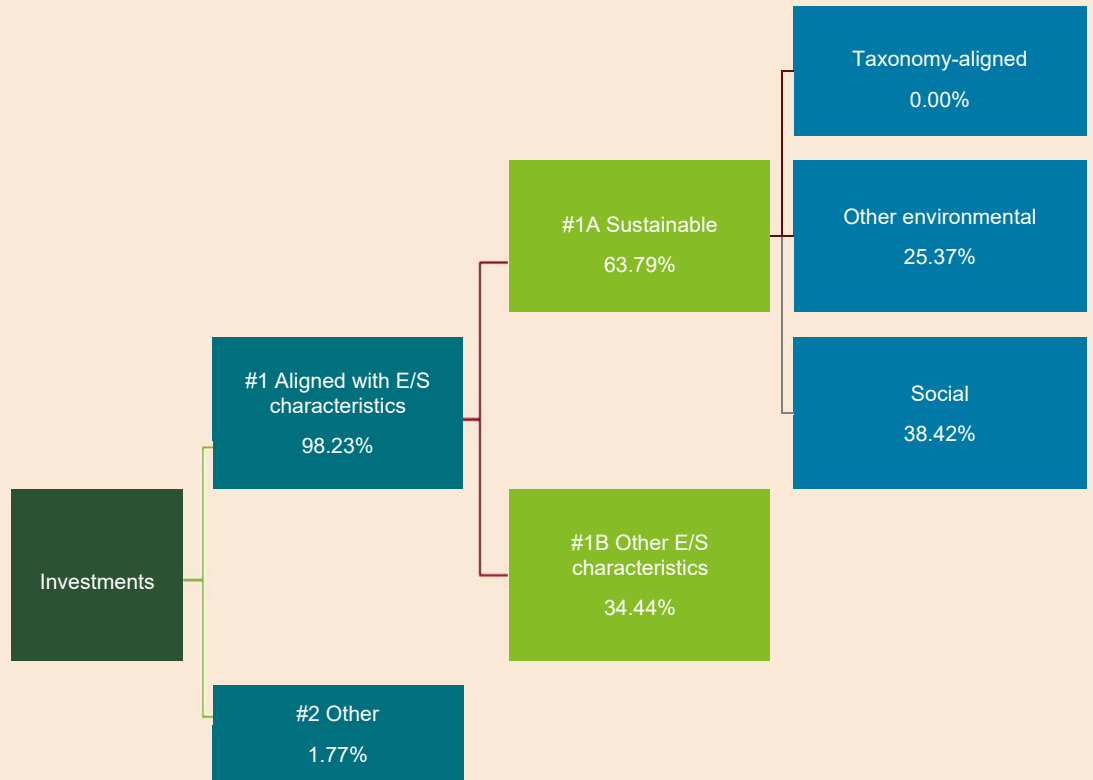 Investments
#1 Aligned with E/S
characteristics
98.23%
#2 Other
1.77%
#1A Sustainable
63.79%
#1B Other E/S
characteristics
34.44%
Taxonomy-aligned
0.00%
Other environmental
25.37%
Social
38.42%